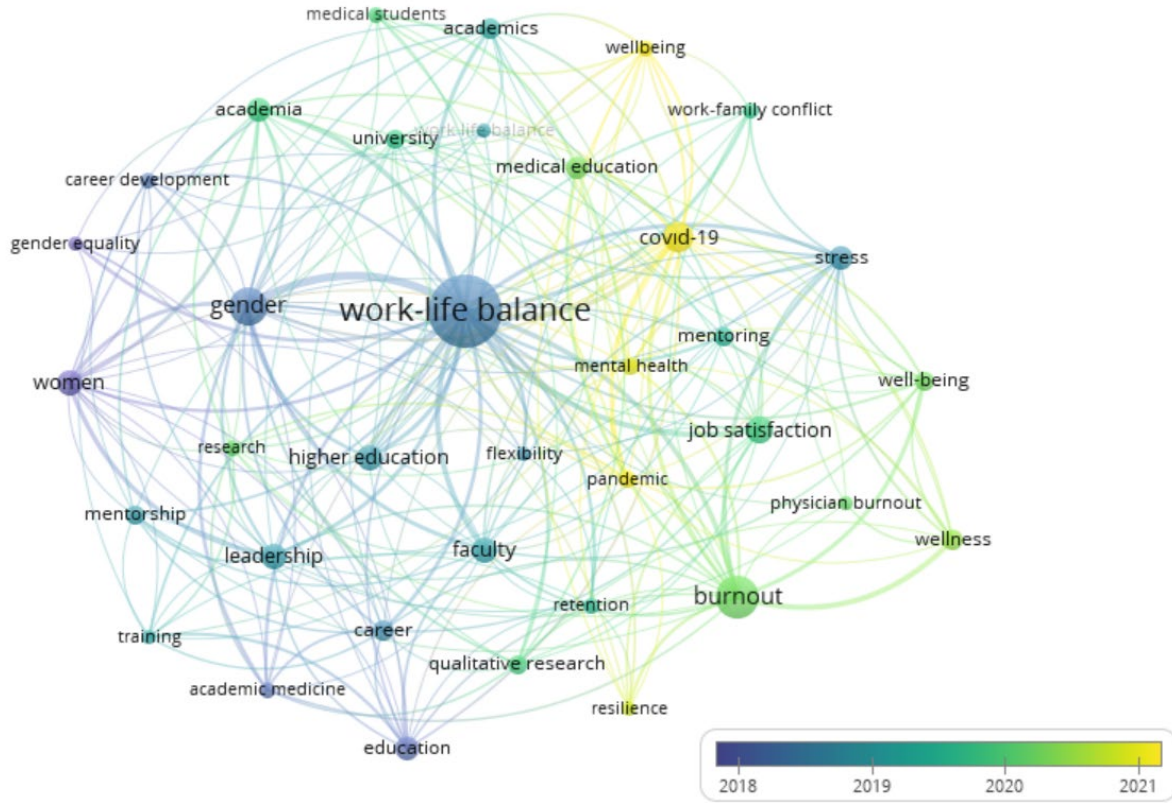 medical students
academics
wellbeing
academia
work-family conflict
university
work life balance
medical education
career development
gender equality
covid-19
stress
gender
work-life balance
mentoring
mental health
women
well-being
job satisfaction
research
higher education
flexibility
pandemic
physician burnout
mentorship
leadership
faculty
wellness
burnout
retention
training
career
qualitative research
academic medicine
resilience
education
2018
2019
2020
2021